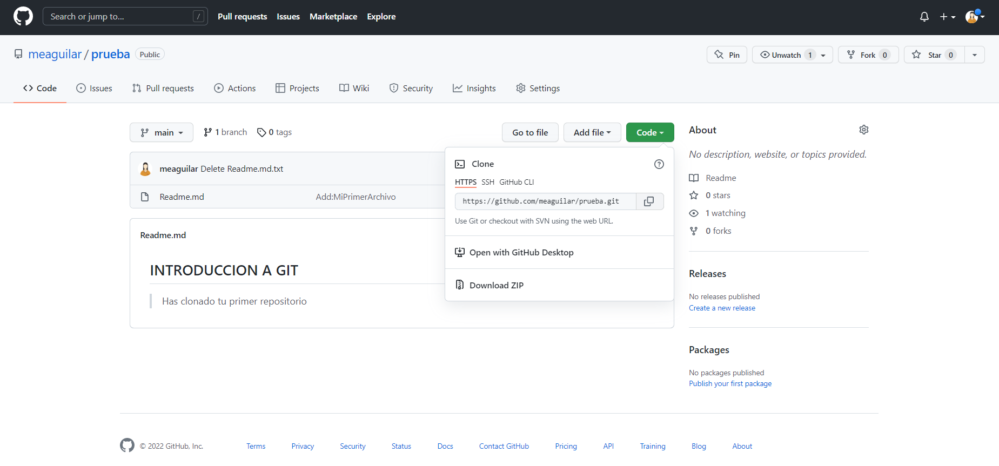 Search or jump to... / Pull requests Issues Marketplace Explore
meaguilar / prueba Public Pin Unwatch 1 Fork 0 Star 0
Code Issues Pull requests Actions Projects Wiki Security Insights Settings
main 1 branch 0 tags Go to file Add file Code
meaguilar Delete Readme.md.txt
Readme.md Add:MiPrimerArchivo
Readme.md
INTRODUCCION A GIT
Has clonado tu primer repositorio
Clone
HTTPS SSH GitHub CLI
https://github.com/meaguilar/prueba.git
Use Git or checkout with SVN using the web URL.
Open with GitHub Desktop
Download ZIP
About
No description, website, or topics provided.
Readme
0 stars
1 watching
0 forks
Releases
No releases published
Create a new release
Packages
No packages published
Publish your first package
© 2022 GitHub, Inc. Terms Privacy Security Status Docs Contact GitHub Pricing API Training Blog About